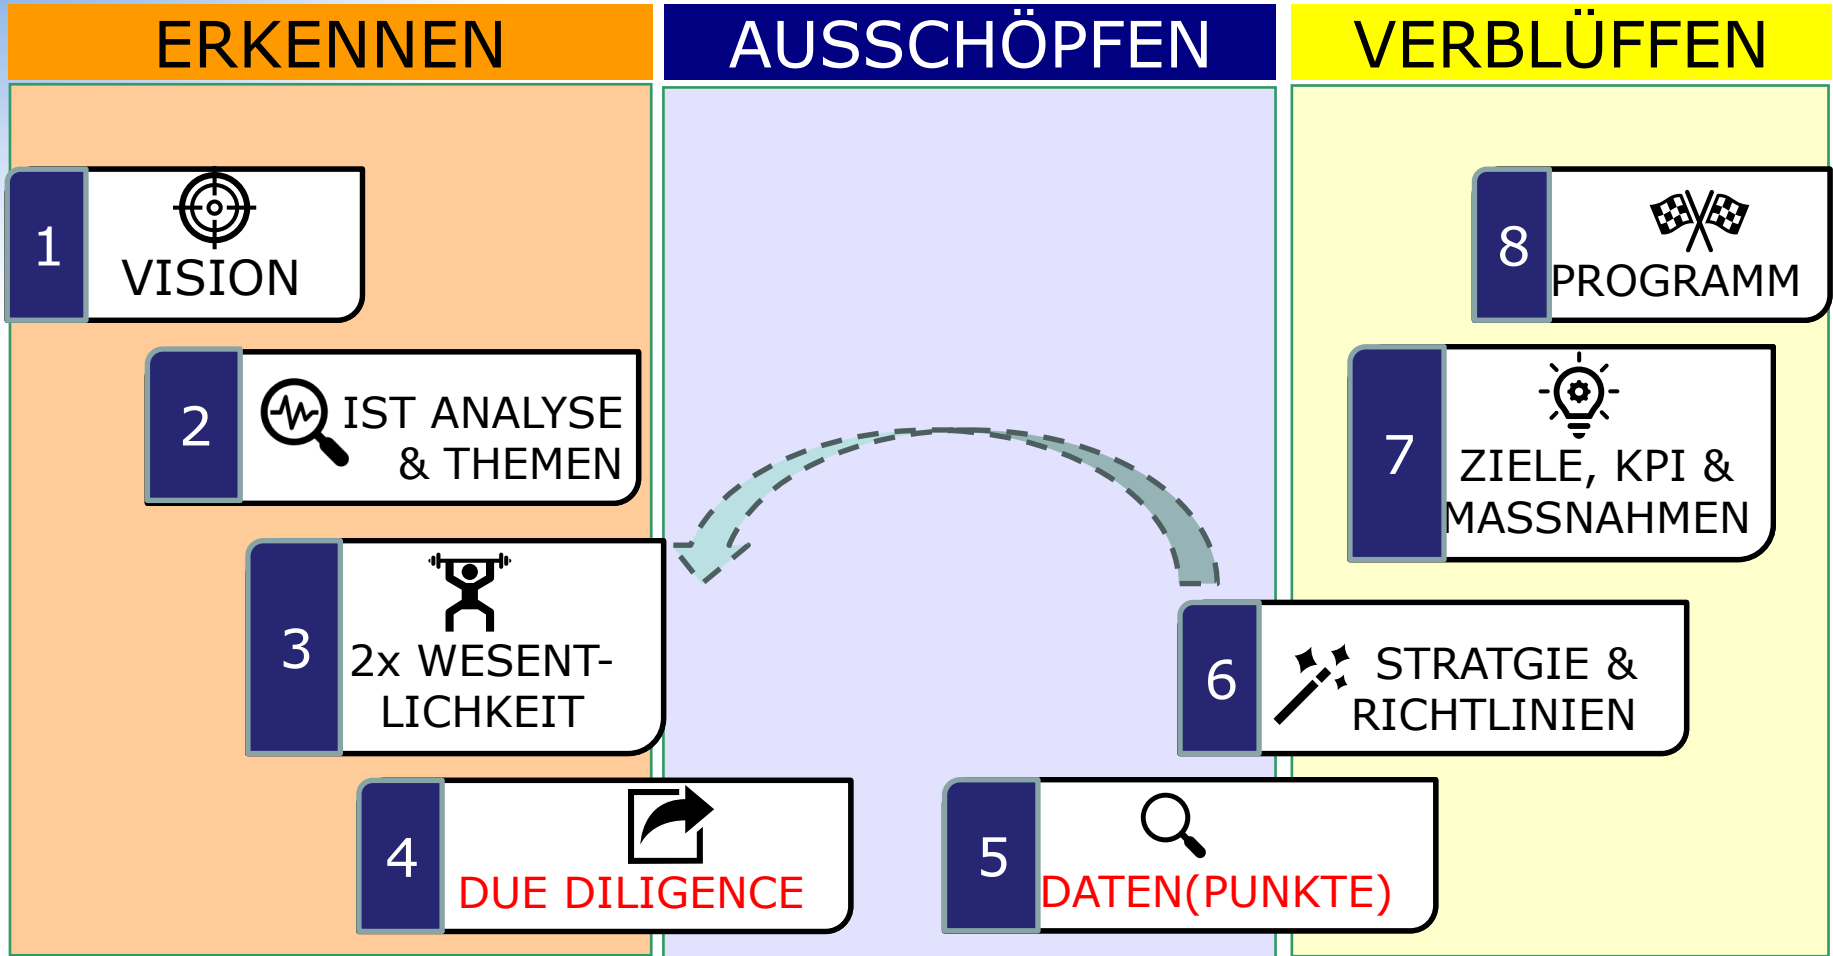 ERKENNEN
AUSSCHÖPFEN
VERBLÜFFEN
1
VISION
2
IST ANALYSE
& THEMEN
3
2x WESENT-
LICHKEIT
4
DUE DILIGENCE
5
DATEN(PUNKTE)
6
STRATGIE &
RICHTLINIEN
7
ZIELE, KPI &
MASSNAHMEN
8
PROGRAMM